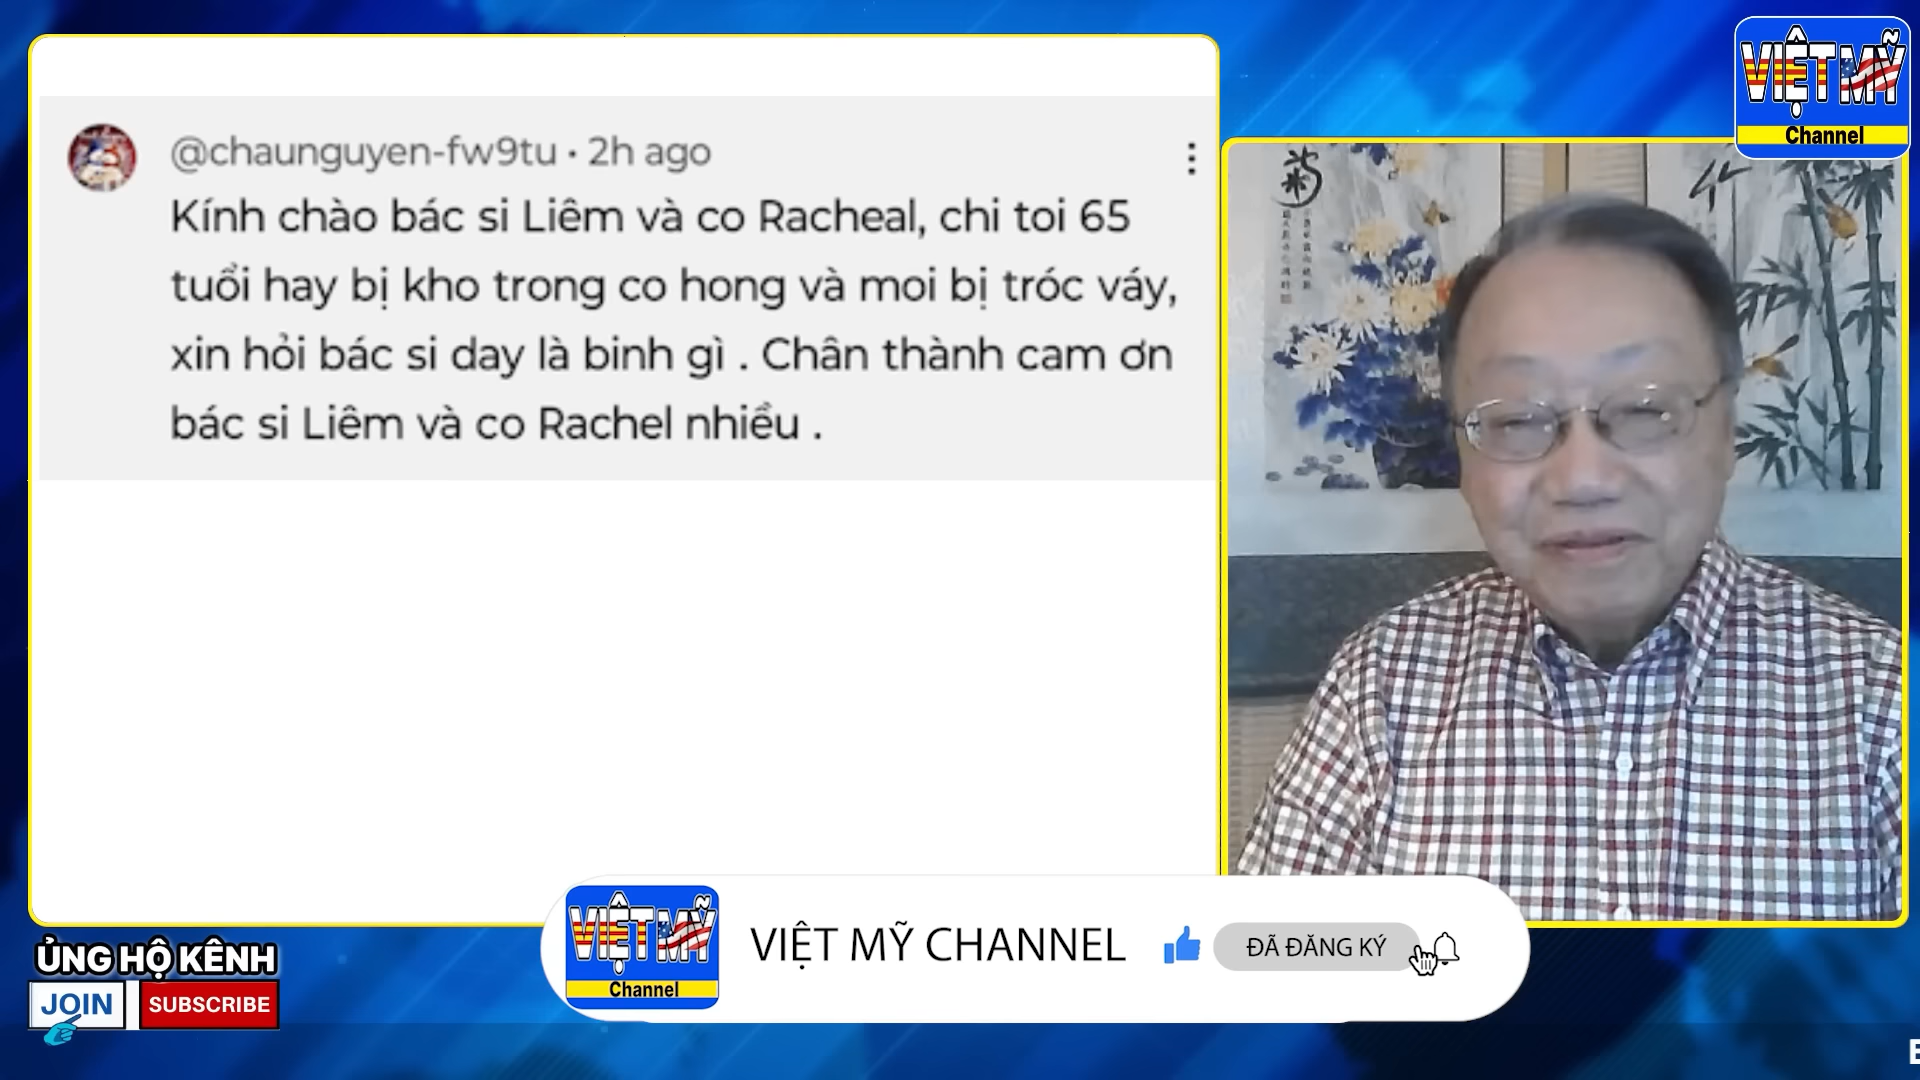 VIỆT MỸ
Channel
@chaunguyen-fw9tu • 2h ago
Kính chào bác si Liêm và co Racheal, chi toi 65
tuổi hay bị kho trong co hong và moi bị tróc váy,
xin hỏi bác si day là binh gì . Chân thành cam ơn
bác si Liêm và co Rachel nhiều .
菊
竹
VIỆT MỸ
Channel
VIỆT MỸ CHANNEL
ĐÃ ĐĂNG KÝ
ỦNG HỘ KÊNH
JOIN
SUBSCRIBE